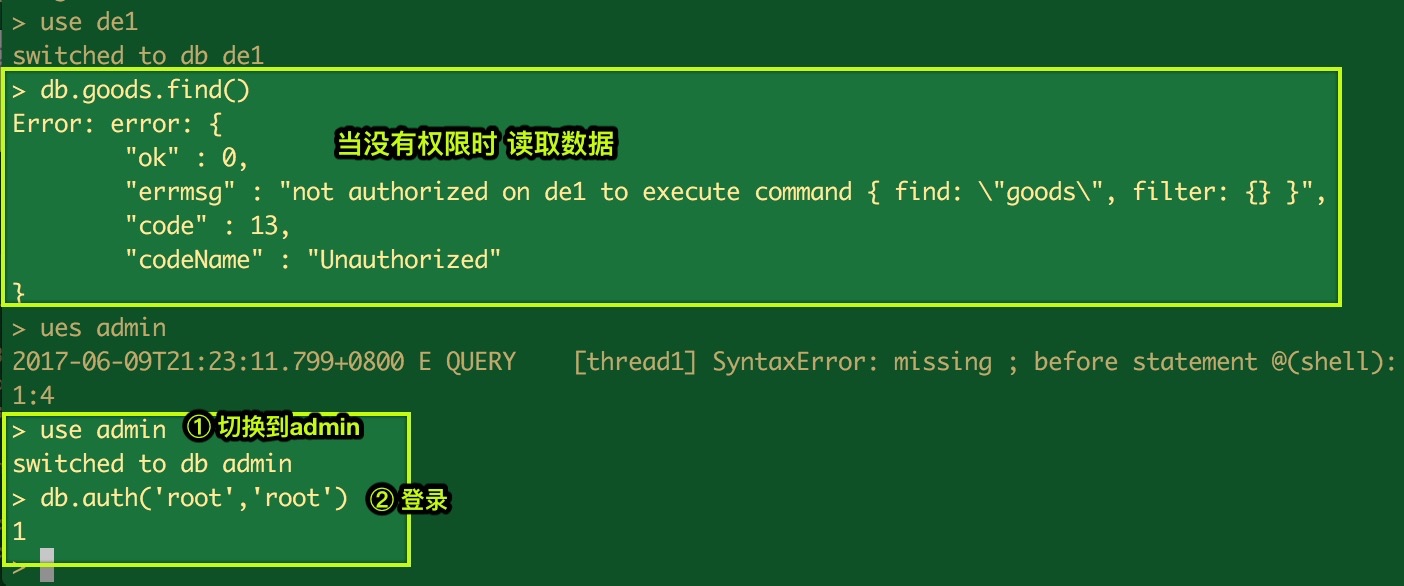 > use de1
switched to db de1
> db.goods.find()
Error: error: {
"ok" : 0,
当没有权限时 读取数据
"errmsg" : "not authorized on de1 to execute command { find: \"goods\", filter: {} }",
"code" : 13,
"codeName" : "Unauthorized"
}
> ues admin
2017-06-09T21:23:11.799+0800 E QUERY    [thread1] SyntaxError: missing ; before statement @(shell):
1:4
> use admin ① 切换到admin
switched to db admin
> db.auth('root','root') ② 登录
1
>